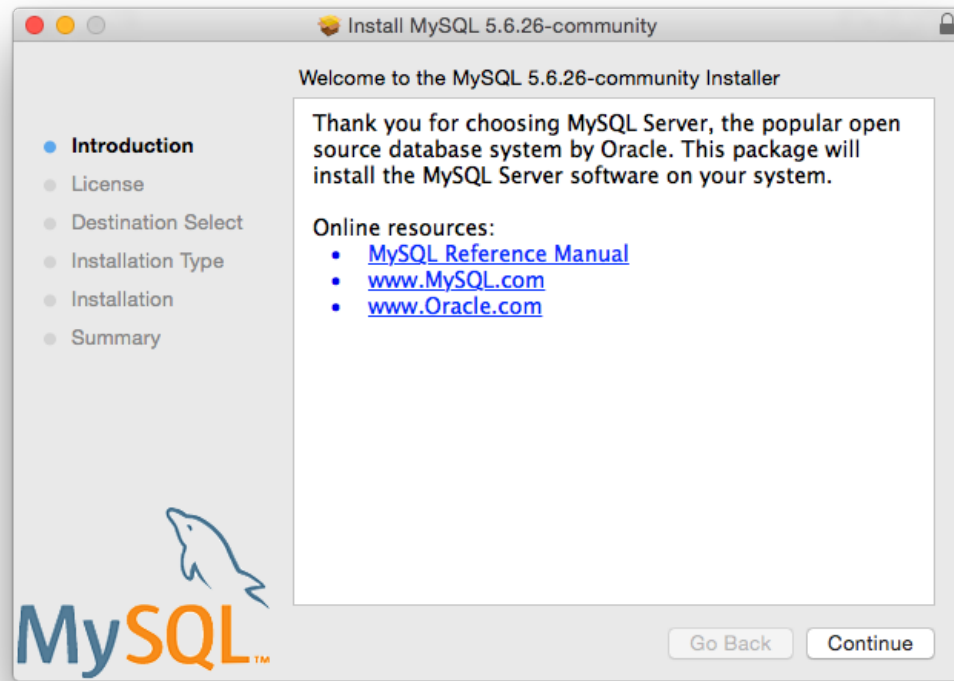 Install MySQL 5.6.26-community
Welcome to the MySQL 5.6.26-community Installer
Introduction
License
Destination Select
Installation Type
Installation
Summary
Thank you for choosing MySQL Server, the popular open
source database system by Oracle. This package will
install the MySQL Server software on your system.
Online resources:
• MySQL Reference Manual
• www.MySQL.com
• www.Oracle.com
MySQL™
Go Back
Continue